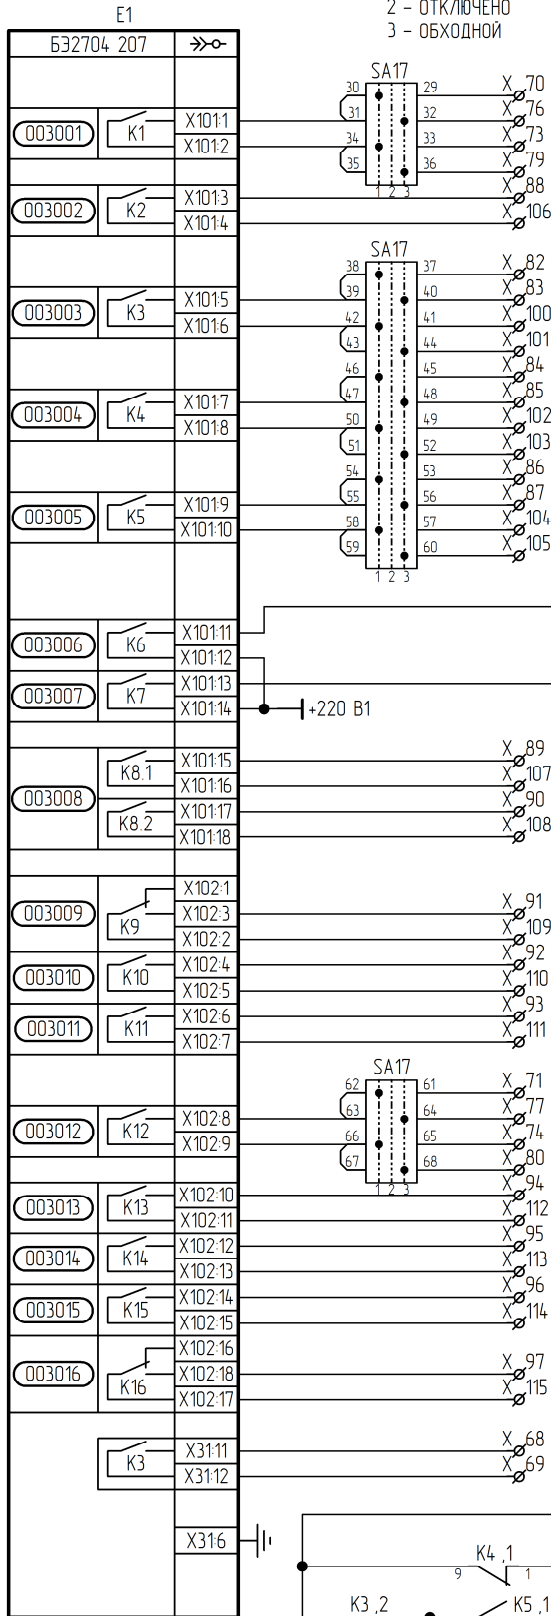 E1
2 - ОТКЛЮЧЕНО
3 - ОБХОДНОЙ
БЭ2704 207
SA17
30 29 X 70
003001 K1 X101:1 31 32 X 76
X101:2 34 33 X 73
35 36 X 79
1 2 3
003002 K2 X101:3 X 88
X101:4 X 106
SA17
38 37 X 82
003003 K3 X101:5 39 40 X 83
X101:6 42 41 X 100
43 44 X 101
46 45 X 84
003004 K4 X101:7 47 48 X 85
X101:8 50 49 X 102
51 52 X 103
54 53 X 86
003005 K5 X101:9 55 56 X 87
X101:10 58 57 X 104
59 60 X 105
1 2 3
003006 K6 X101:11
X101:12
003007 K7 X101:13
X101:14 +220 В1
003008 K8.1 X101:15 X 89
X101:16 X 107
K8.2 X101:17 X 90
X101:18 X 108
X102:1
003009 K9 X102:3 X 91
X102:2 X 109
003010 K10 X102:4 X 92
X102:5 X 110
003011 K11 X102:6 X 93
X102:7 X 111
SA17
62 61 X 71
003012 K12 X102:8 63 64 X 77
X102:9 66 65 X 74
67 68 X 80
1 2 3
003013 K13 X102:10 X 94
X102:11 X 112
003014 K14 X102:12 X 95
X102:13 X 113
003015 K15 X102:14 X 96
X102:15 X 114
X102:16
003016 K16 X102:18 X 97
X102:17 X 115
K3 X31:11 X 68
X31:12 X 69
X31:6
K4 ,1
9 1
K3 ,2 K5 ,1